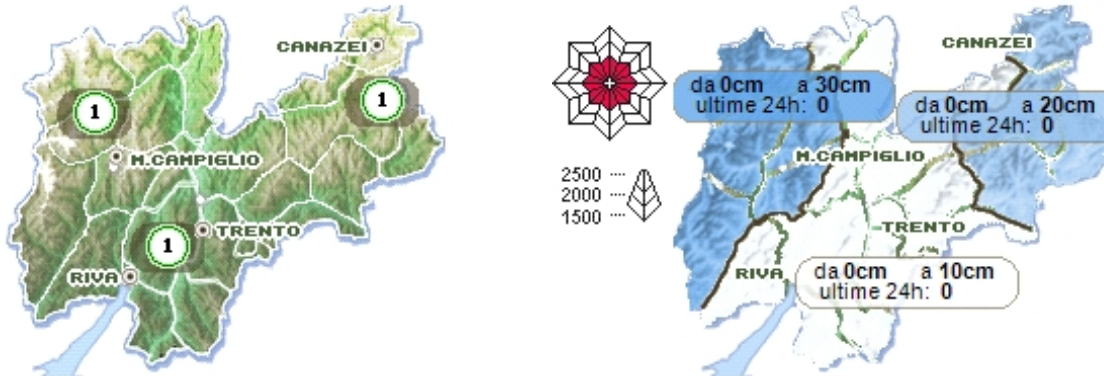 CANAZEI
1
1
M.CAMPIGLIO
1
TRENTO
RIVA
CANAZEI
da 0cm a 30cm
ultime 24h: 0
da 0cm a 20cm
ultime 24h: 0
M.CAMPIGLIO
2500
2000
1500
TRENTO
RIVA
da 0cm a 10cm
ultime 24h: 0